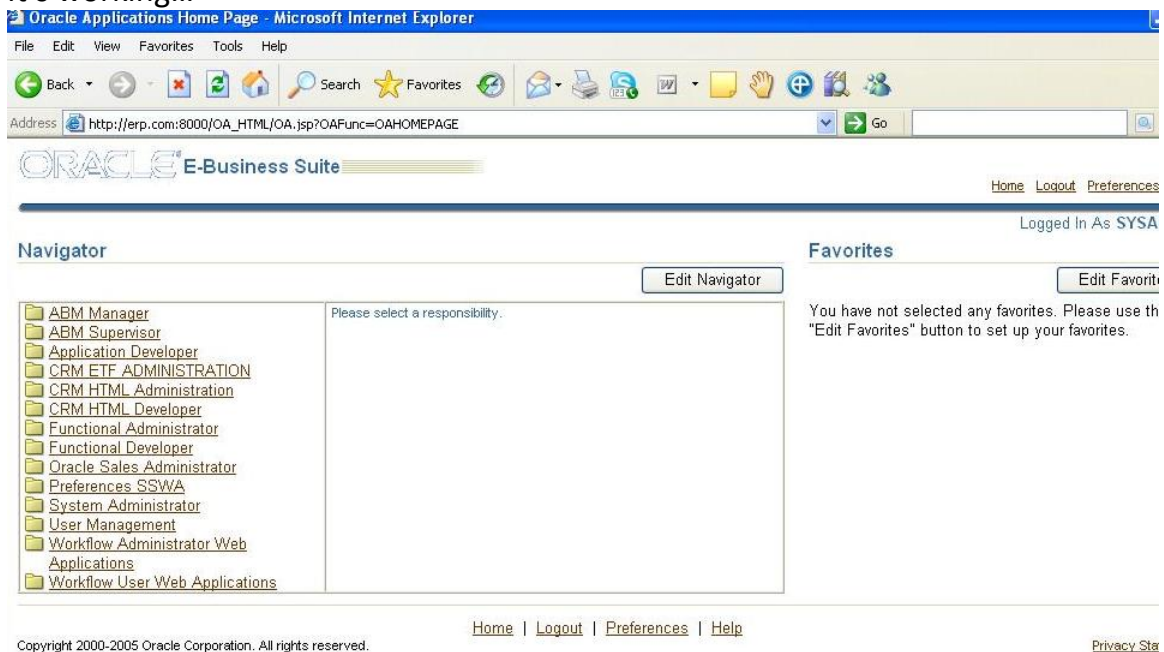 it's working...
Oracle Applications Home Page - Microsoft Internet Explorer
File Edit View Favorites Tools Help
Back Search Favorites
Address http://erp.com:8000/OA_HTML/OA.jsp?OAFunc=OAHOMEPAGE Go
ORACLE E-Business Suite
Home Logout Preferences
Logged In As SYSA
Navigator
Favorites
Edit Navigator
Edit Favorite
ABM Manager
ABM Supervisor
Application Developer
CRM ETF ADMINISTRATION
CRM HTML Administration
CRM HTML Developer
Functional Administrator
Functional Developer
Oracle Sales Administrator
Preferences SSWA
System Administrator
User Management
Workflow Administrator Web
Applications
Workflow User Web Applications
Please select a responsibility.
You have not selected any favorites. Please use th
"Edit Favorites" button to set up your favorites.
Home | Logout | Preferences | Help
Copyright 2000-2005 Oracle Corporation. All rights reserved.
Privacy Sta